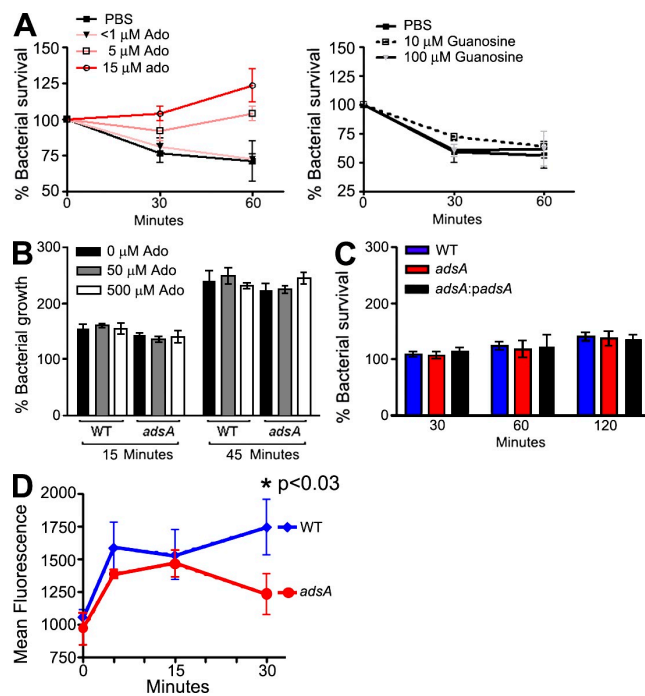 A
PBS
<1 μM Ado
5 μM Ado
15 μM ado
% Bacterial survival
150
125
100
75
50
0 30 60
Minutes
PBS
10 μM Guanosine
100 μM Guanosine
% Bacterial survival
150
125
100
75
50
25
0 30 60
Minutes
B
0 μM Ado
50 μM Ado
500 μM Ado
% Bacterial growth
300
200
100
0
WT adsA WT adsA
15 Minutes 45 Minutes
C
WT
adsA
adsA:padsA
% Bacterial survival
300
200
100
0
30 60 120
Minutes
D
* p<0.03
WT
adsA
Mean Fluorescence
2000
1750
1500
1250
1000
750
0 15 30
Minutes